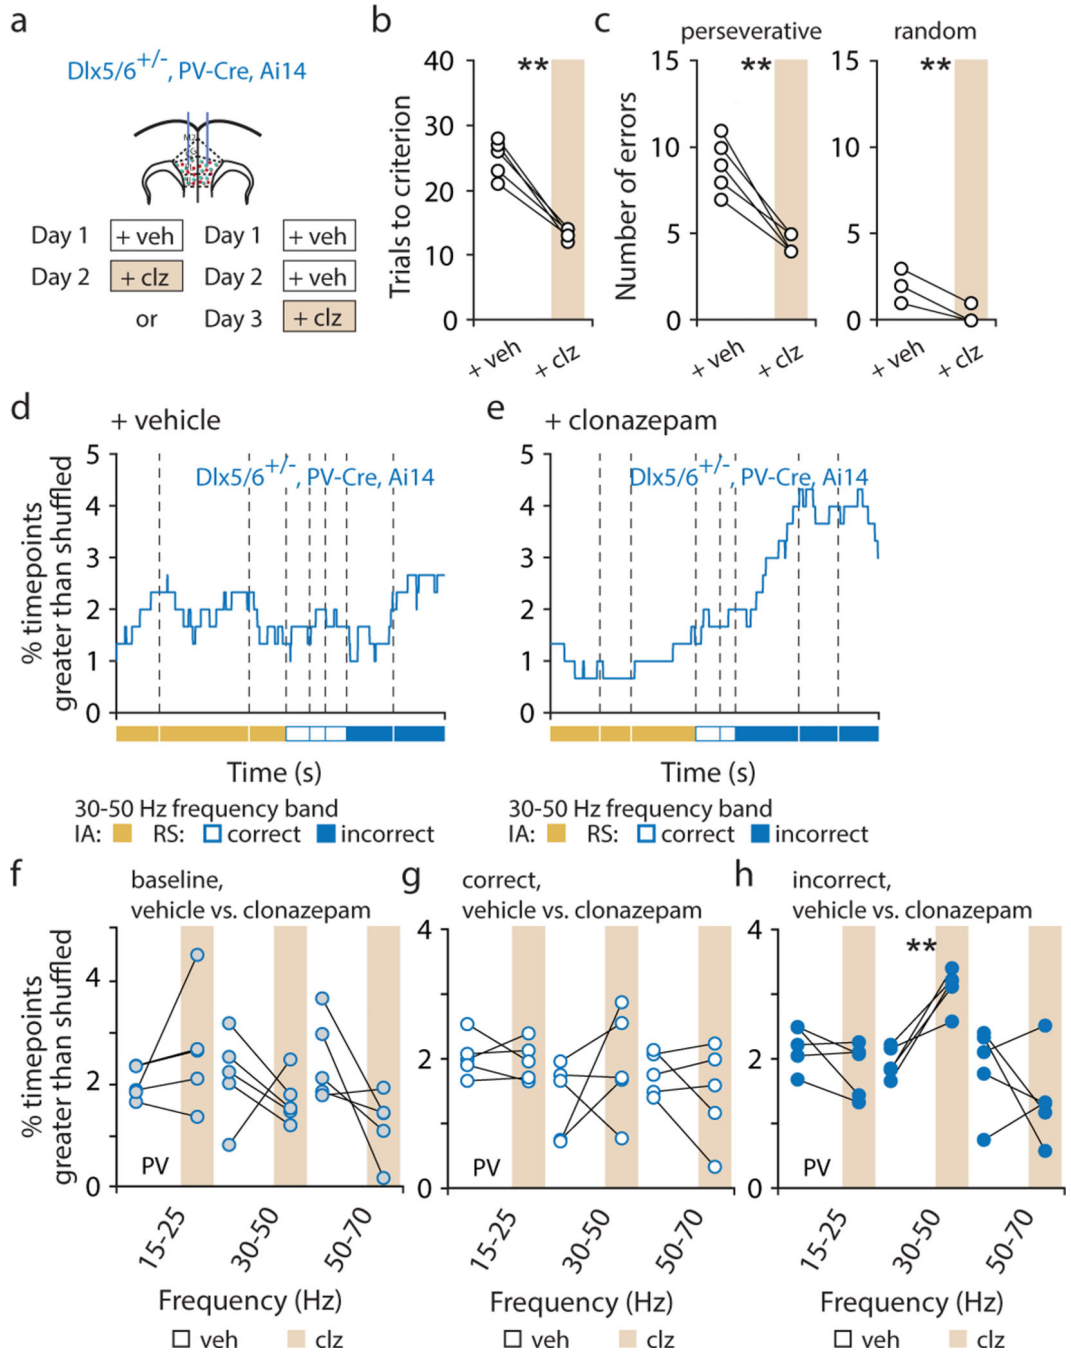 a
Dlx5/6+/-, PV-Cre, Ai14
Day 1 + veh Day 1 + veh
Day 2 + clz Day 2 + veh
or Day 3 + clz
b
**
Trials to criterion
40
30
20
10
0
+ veh + clz
c
perseverative random
** **
Number of errors
15 15
10 10
5 5
0 0
+ veh + clz + veh + clz
d
+ vehicle
Dlx5/6+/-, PV-Cre, Ai14
% timepoints
greater than shuffled
5
4
3
2
1
0
Time (s)
30-50 Hz frequency band
IA: RS: correct incorrect
e
+ clonazepam
Dlx5/6+/-, PV-Cre, Ai14
5
4
3
2
1
0
Time (s)
30-50 Hz frequency band
IA: RS: correct incorrect
f
baseline,
vehicle vs. clonazepam
% timepoints
greater than shuffled
4
2
0
PV
15-25 30-50 50-70
Frequency (Hz)
veh clz
g
correct,
vehicle vs. clonazepam
4
2
0
PV
15-25 30-50 50-70
Frequency (Hz)
veh clz
h
incorrect,
vehicle vs. clonazepam
**
4
2
0
PV
15-25 30-50 50-70
Frequency (Hz)
veh clz